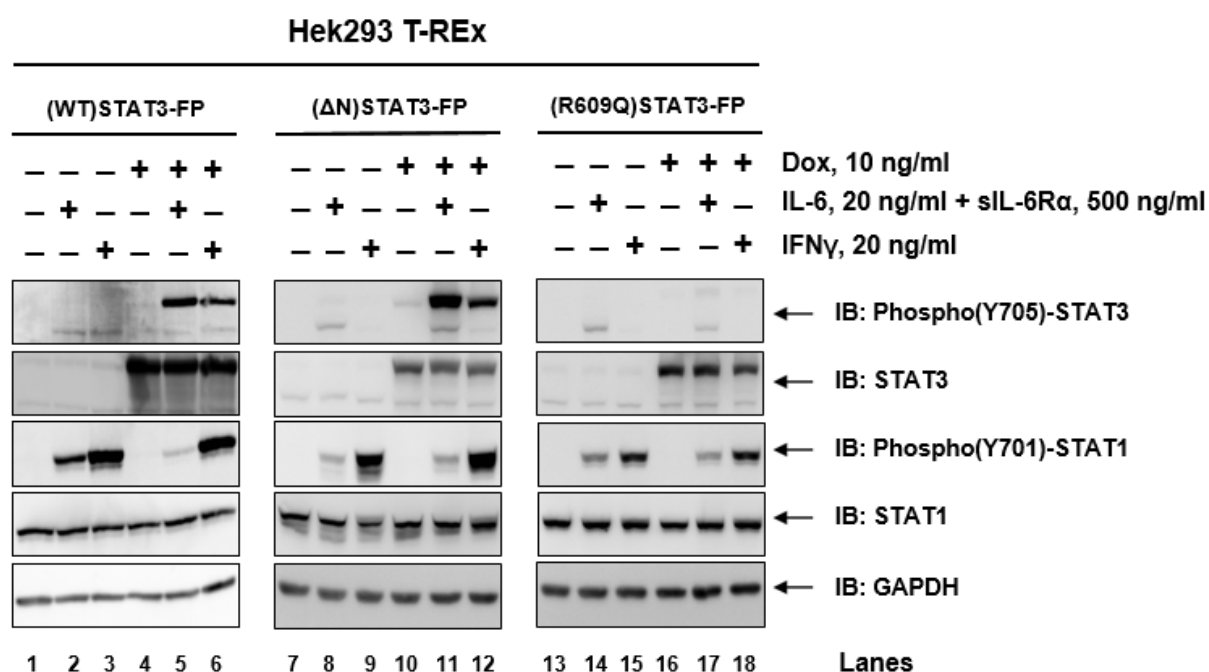 Hek293 T-REx
(WT)STAT3-FP (ΔN)STAT3-FP (R609Q)STAT3-FP
– – – + + + – – – + + + – – – + + + Dox, 10 ng/ml
– + – – + – – + – – + – – + – – + – IL-6, 20 ng/ml + sIL-6Rα, 500 ng/ml
– – + – – + – – + – – + – – + – – + IFNγ, 20 ng/ml
IB: Phospho(Y705)-STAT3
IB: STAT3
IB: Phospho(Y701)-STAT1
IB: STAT1
IB: GAPDH
1 2 3 4 5 6 7 8 9 10 11 12 13 14 15 16 17 18 Lanes